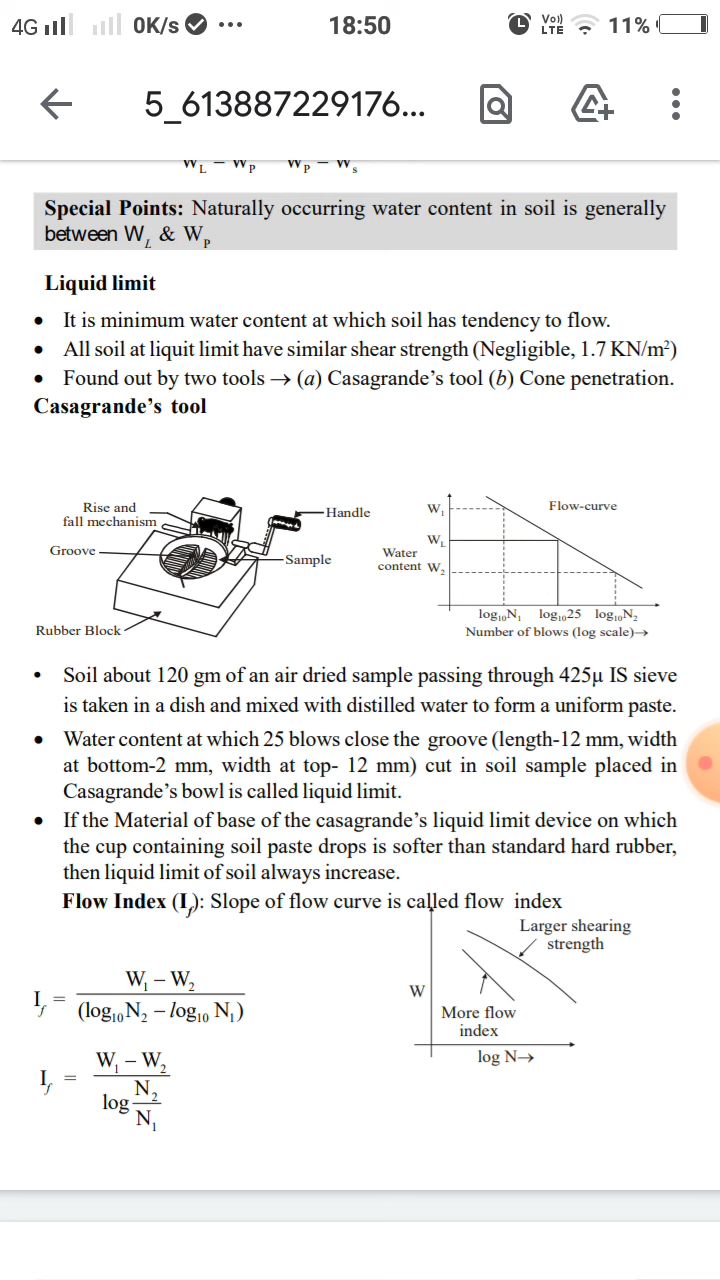 4G 0K/s ... 18:50 Vo)) LTE 11%
5_613887229176...
W_L – W_P W_P – W_s
Special Points: Naturally occurring water content in soil is generally
between W_L & W_P
Liquid limit
• It is minimum water content at which soil has tendency to flow.
• All soil at liquit limit have similar shear strength (Negligible, 1.7 KN/m²)
• Found out by two tools → (a) Casagrande’s tool (b) Cone penetration.
Casagrande’s tool
Rise and
fall mechanism
Groove
Rubber Block
Handle
Sample
Flow-curve
W₁
W_L
Water
content W₂
log₁₀N₁ log₁₀25 log₁₀N₂
Number of blows (log scale)→
• Soil about 120 gm of an air dried sample passing through 425µ IS sieve
is taken in a dish and mixed with distilled water to form a uniform paste.
• Water content at which 25 blows close the groove (length-12 mm, width
at bottom-2 mm, width at top- 12 mm) cut in soil sample placed in
Casagrande’s bowl is called liquid limit.
• If the Material of base of the casagrande’s liquid limit device on which
the cup containing soil paste drops is softer than standard hard rubber,
then liquid limit of soil always increase.
Flow Index (I_f): Slope of flow curve is called flow index
I_f = W₁ – W₂
(log₁₀N₂ – log₁₀ N₁)
I_f = W₁ – W₂
log N₂
N₁
Larger shearing
strength
W
More flow
index
log N→